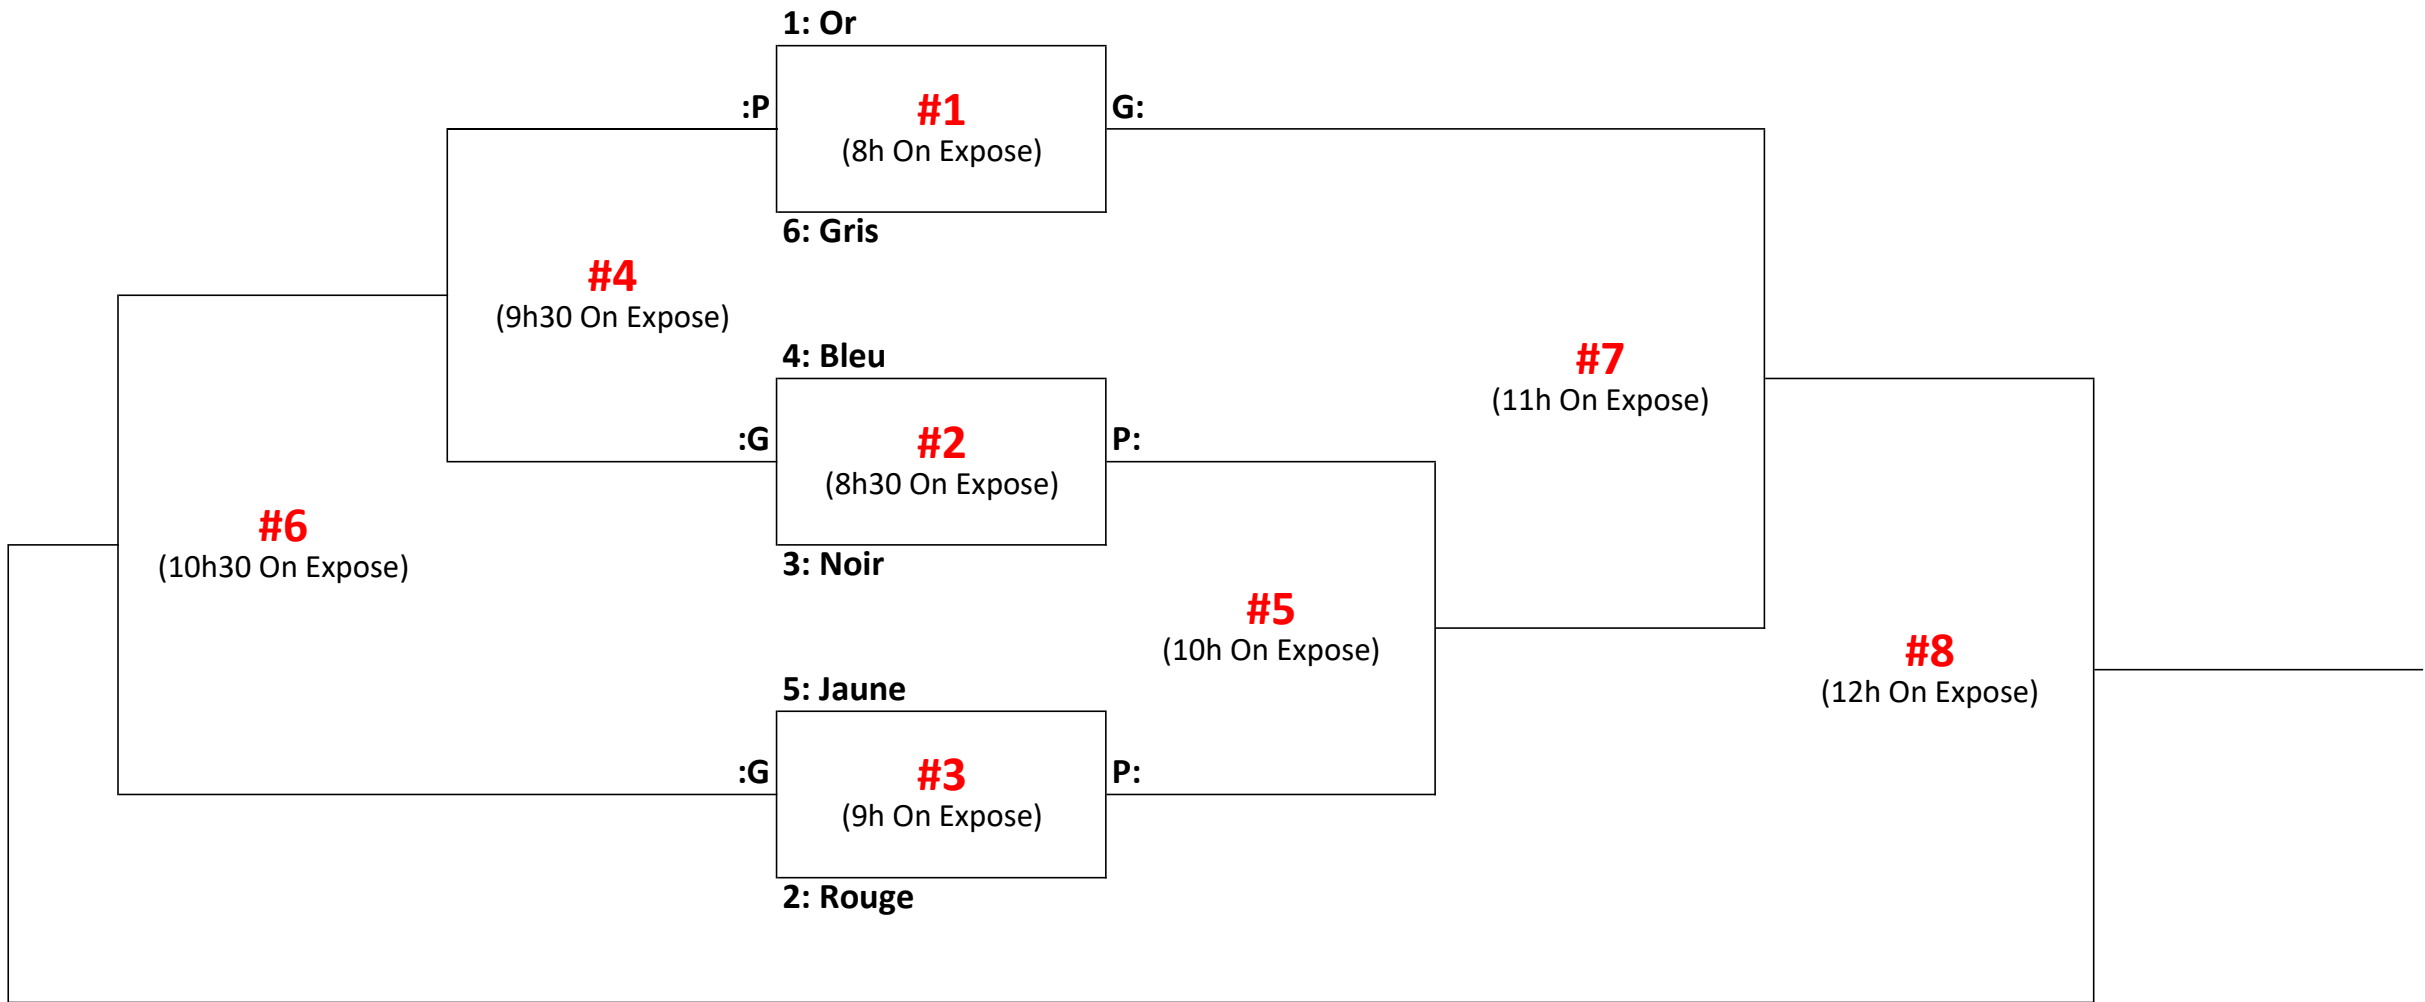 1: Or
:P
#1
G:
(8h On Expose)
6: Gris
#4
(9h30 On Expose)
4: Bleu
#7
(11h On Expose)
:G
#2
P:
(8h30 On Expose)
#6
(10h30 On Expose)
3: Noir
#5
(10h On Expose)
#8
(12h On Expose)
5: Jaune
:G
#3
P:
(9h On Expose)
2: Rouge